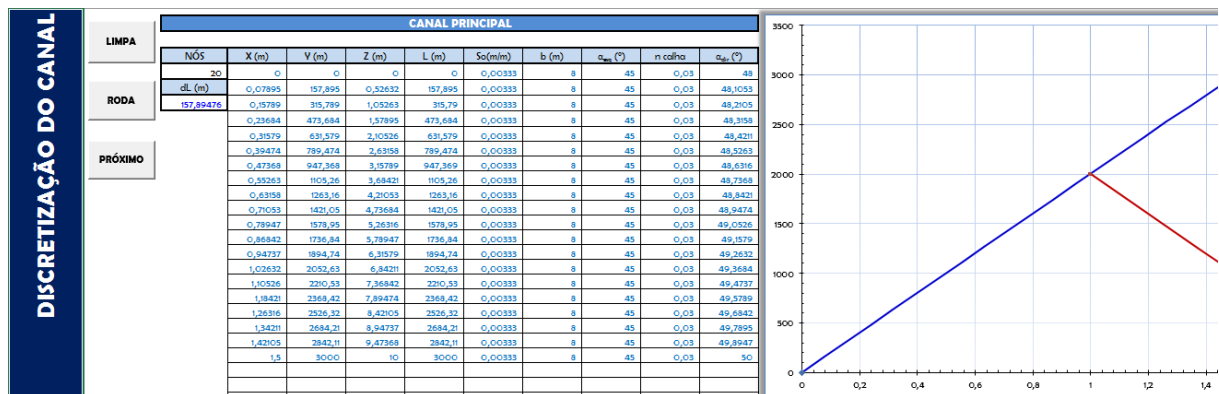 DISCRETIZAÇÃO DO CANAL
LIMPA
RODA
PRÓXIMO
CANAL PRINCIPAL
NÓS X (m) Y (m) Z (m) L (m) So(m/m) b (m) n calha
20 0 0 0 0 0,00333 8 45 0,03 48
dL (m) 0,07895 157,895 0,52632 157,895 0,00333 8 45 0,03 48,1053
157,89476 0,15789 315,789 1,05263 315,79 0,00333 8 45 0,03 48,2105
0,23684 473,684 1,57895 473,684 0,00333 8 45 0,03 48,3158
0,31579 631,579 2,10526 631,579 0,00333 8 45 0,03 48,4211
0,39474 789,474 2,63158 789,474 0,00333 8 45 0,03 48,5263
0,47368 947,368 3,15789 947,369 0,00333 8 45 0,03 48,6316
0,55263 1105,26 3,68421 1105,26 0,00333 8 45 0,03 48,7368
0,63158 1263,16 4,21053 1263,16 0,00333 8 45 0,03 48,8421
0,71053 1421,05 4,73684 1421,05 0,00333 8 45 0,03 48,9474
0,78947 1578,95 5,26316 1578,95 0,00333 8 45 0,03 49,0526
0,86842 1736,84 5,78947 1736,84 0,00333 8 45 0,03 49,1579
0,94737 1894,74 6,31579 1894,74 0,00333 8 45 0,03 49,2632
1,02632 2052,63 6,84211 2052,63 0,00333 8 45 0,03 49,3684
1,10526 2210,53 7,36842 2210,53 0,00333 8 45 0,03 49,4737
1,18421 2368,42 7,89474 2368,42 0,00333 8 45 0,03 49,5789
1,26316 2526,32 8,42105 2526,32 0,00333 8 45 0,03 49,6842
1,34211 2684,21 8,94737 2684,21 0,00333 8 45 0,03 49,7895
1,42105 2842,11 9,47368 2842,11 0,00333 8 45 0,03 49,8947
1,5 3000 10 3000 0,00333 8 45 0,03 50
3500
3000
2500
2000
1500
1000
500
0
0 0,2 0,4 0,6 0,8 1 1,2 1,4